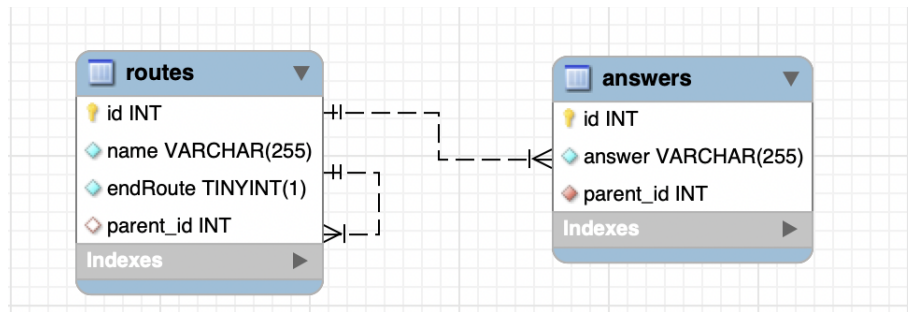 routes
id INT
name VARCHAR(255)
endRoute TINYINT(1)
parent_id INT
Indexes
answers
id INT
answer VARCHAR(255)
parent_id INT
Indexes